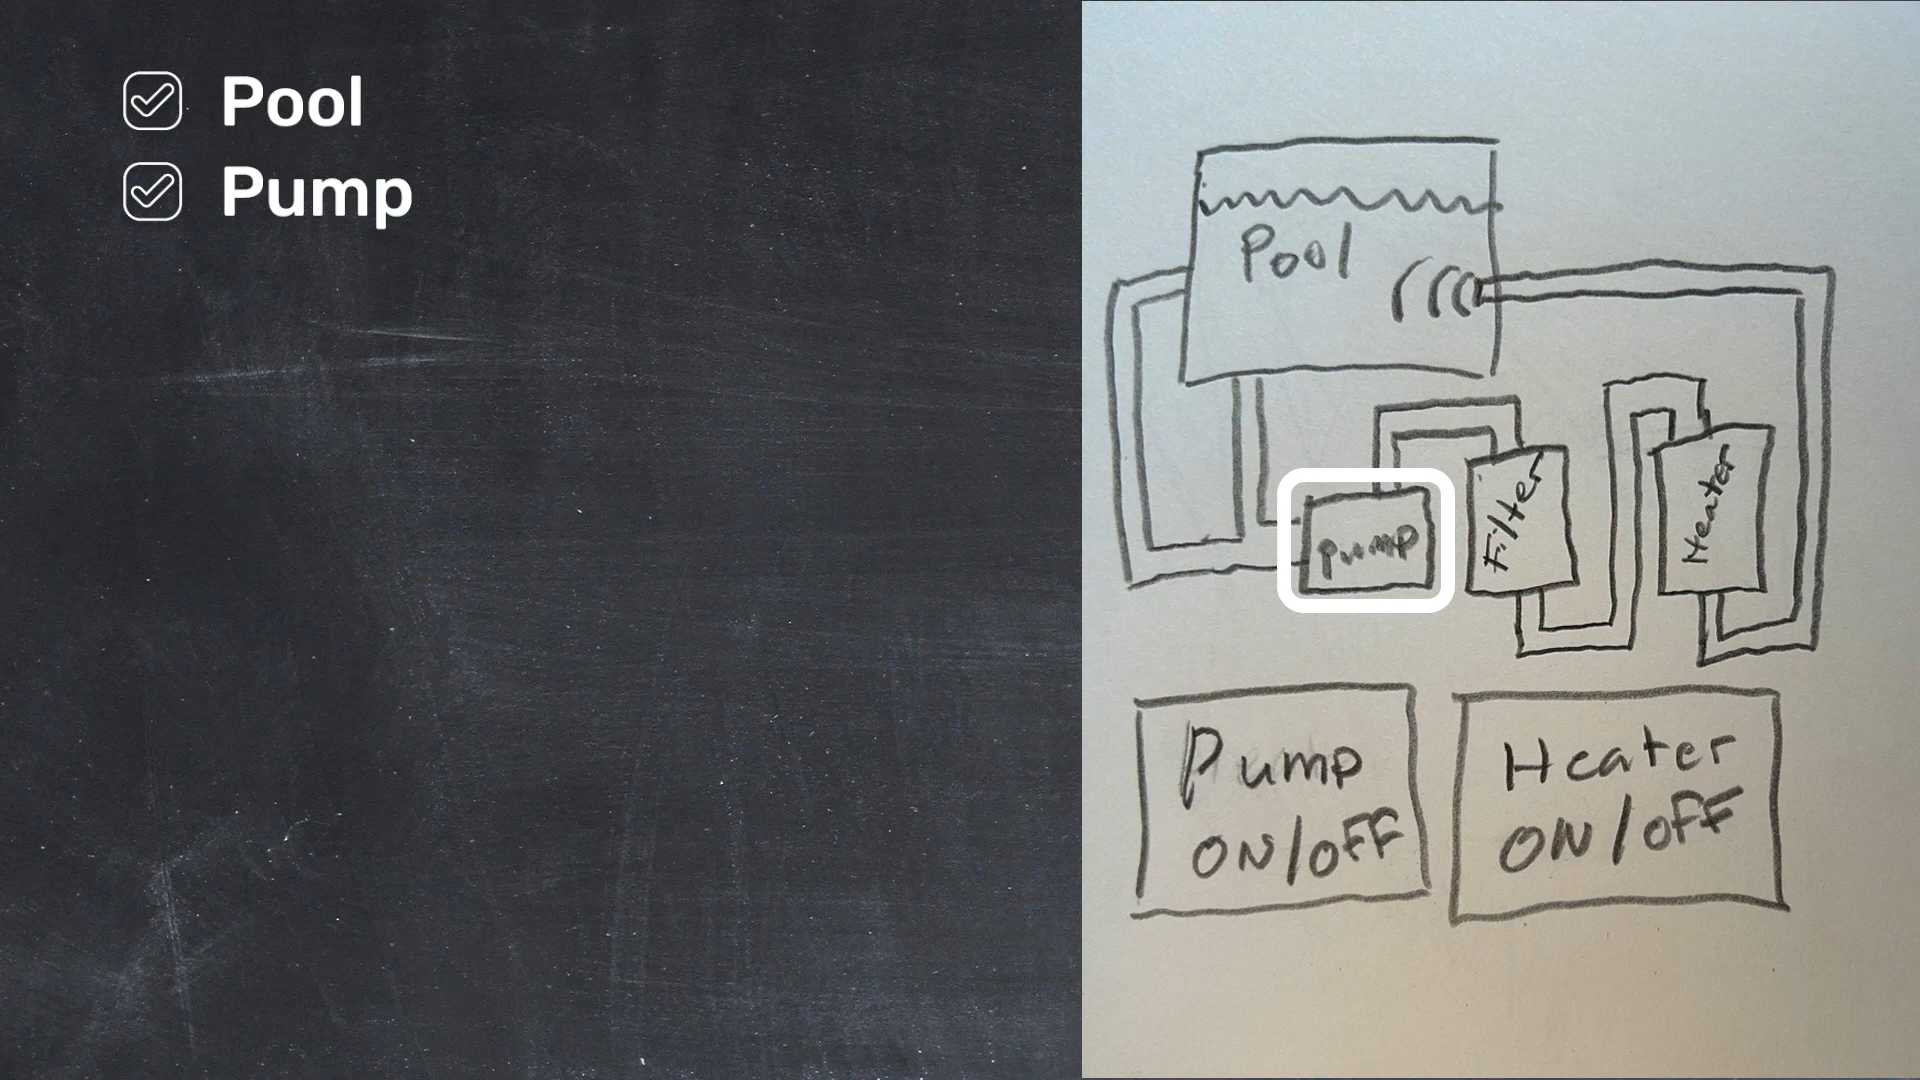 Pool
Pump
Pool
Pump
Filter
Heater
Pump
ON/OFF
Heater
ON/OFF